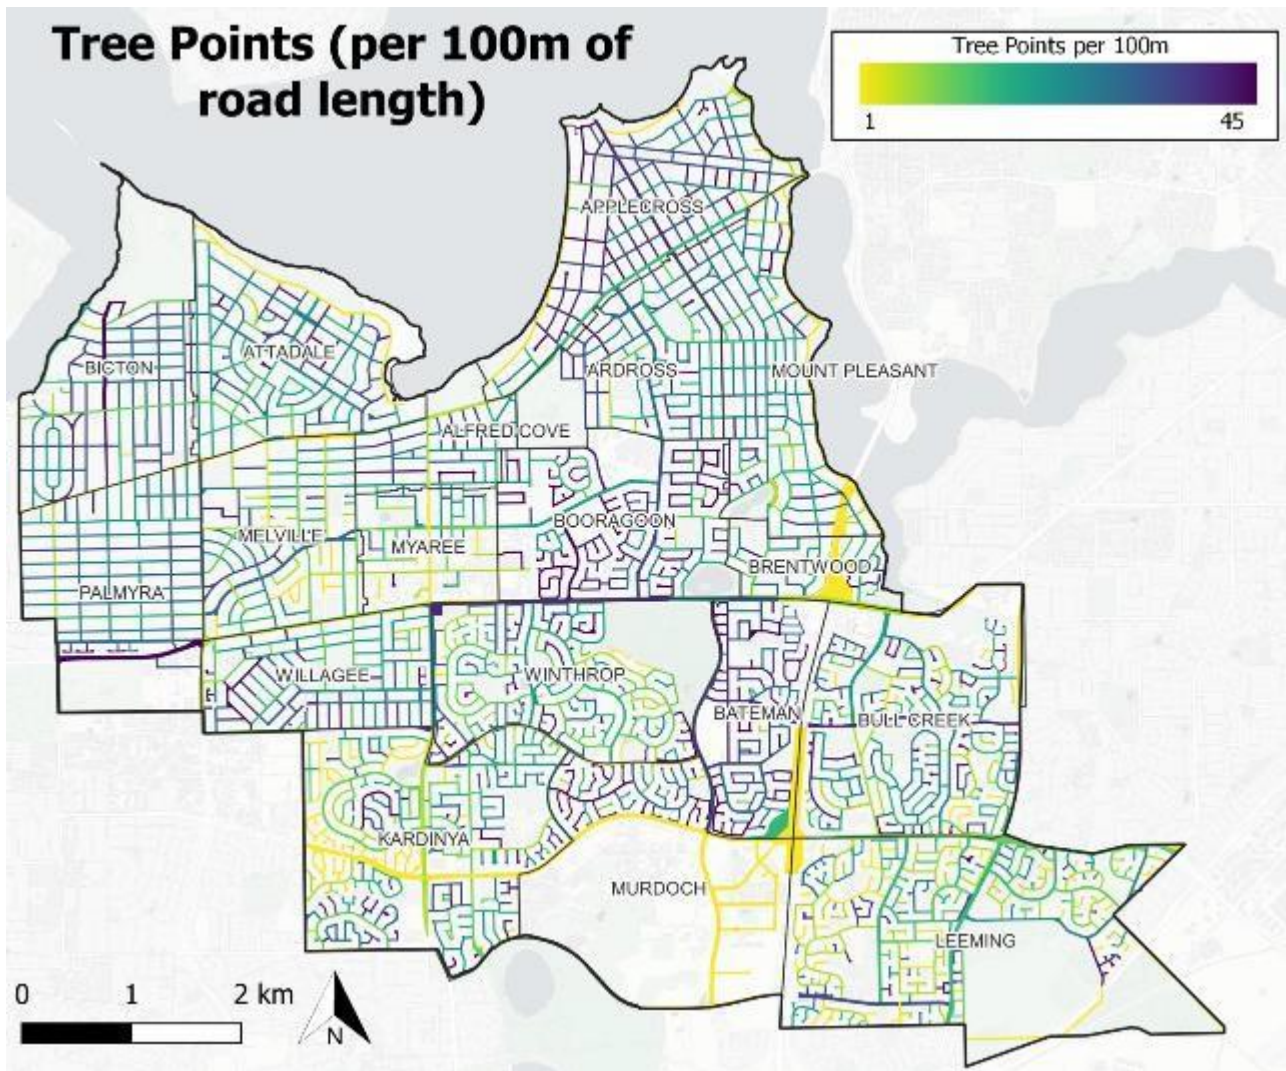 Tree Points (per 100m of
road length)
Tree Points per 100m
1 45
APPLECROSS
BICTON
ATTADALE
ARDROSS
MOUNT PLEASANT
ALFRED COVE
BOORAGOON
MELVILLE
MYAREE
BRENTWOOD
PALMYRA
WILLAGEE
WINTHROP
BATEMAN
BULL CREEK
KARDINYA
MURDOCH
LEEMING
0 1 2 km
N